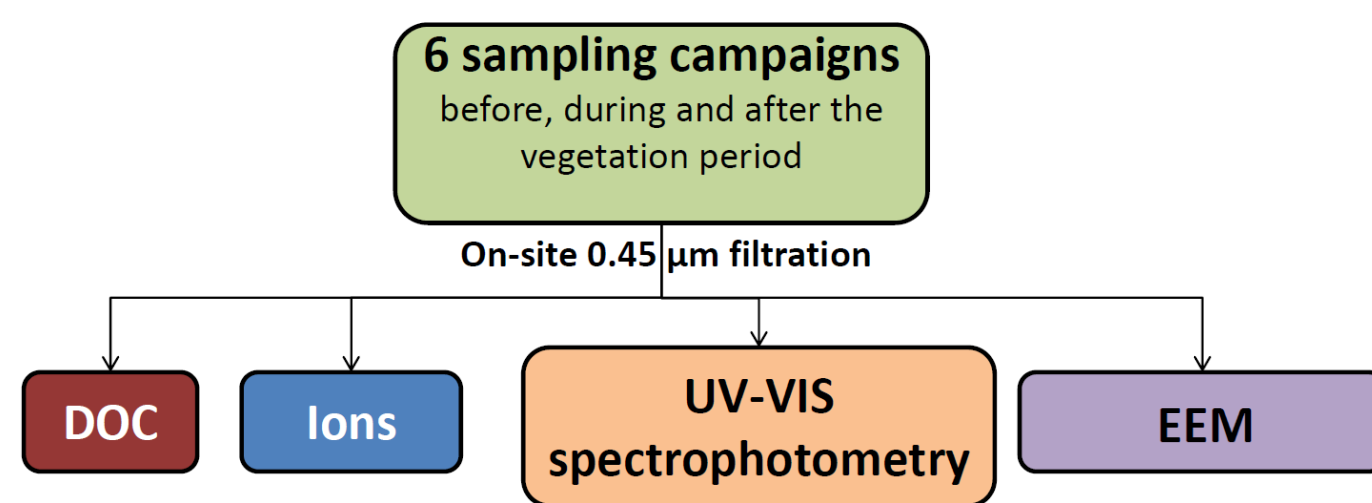 6 sampling campaigns
before, during and after the
vegetation period
On-site 0.45 µm filtration
DOC
Ions
UV-VIS
spectrophotometry
EEM